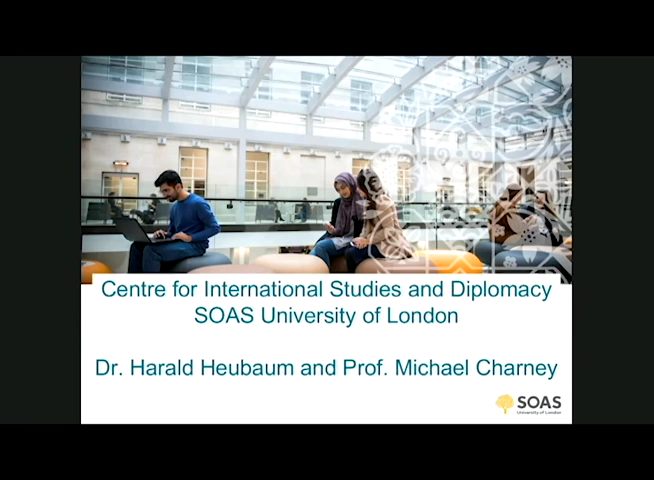 SOAS
Centre for International Studies and Diplomacy
SOAS University of London
Dr. Harald Heubaum and Prof. Michael Charney
SOAS
University of London